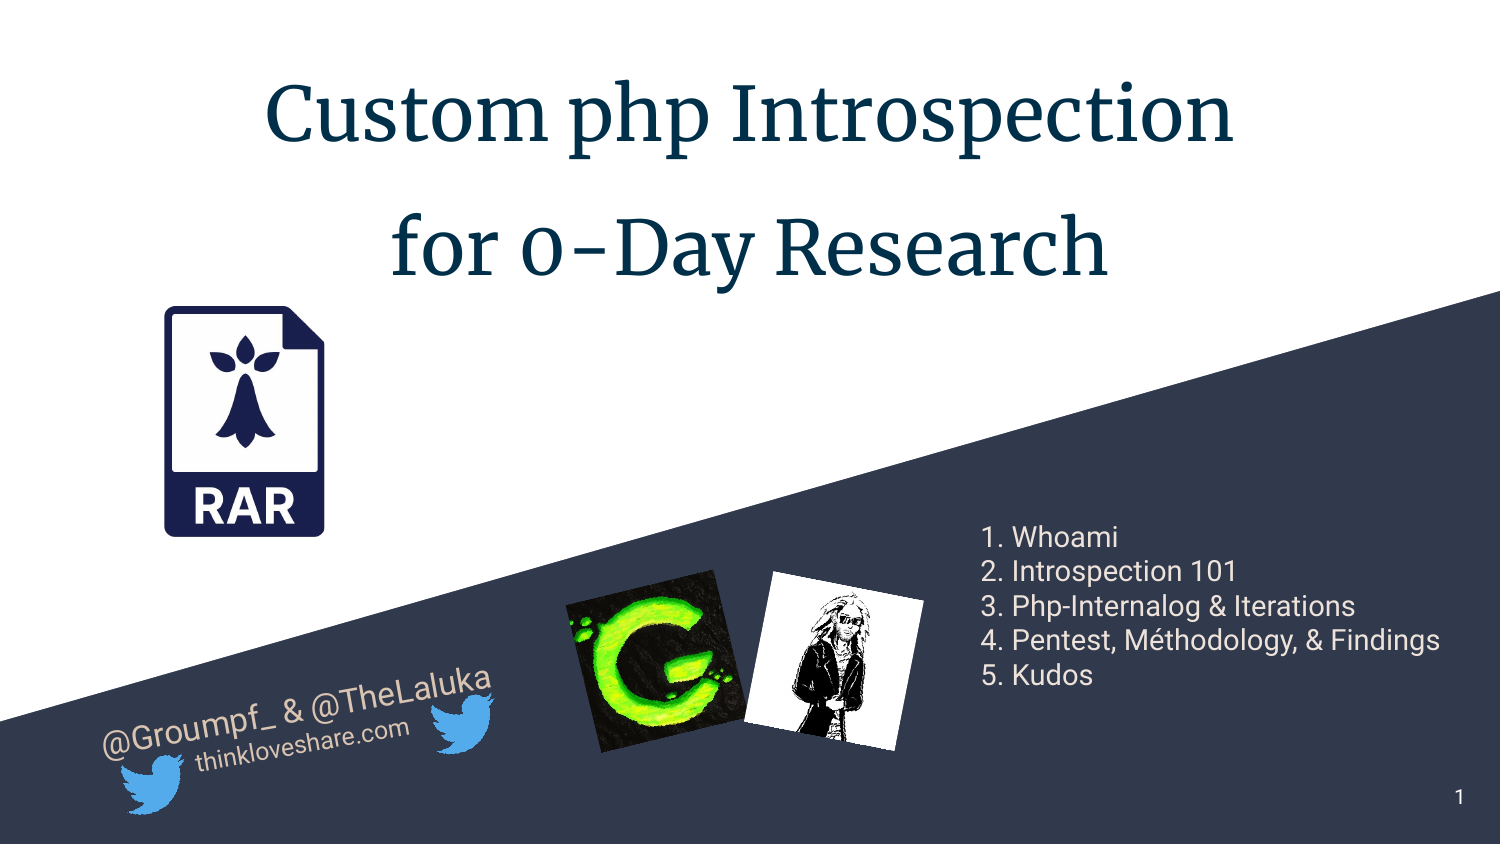 Custom php Introspection
for 0-Day Research
RAR
1. Whoami
2. Introspection 101
3. Php-Internalog & Iterations
4. Pentest, Méthodology, & Findings
5. Kudos
@Groumpf_ & @TheLaluka
thinkloveshare.com
G
1